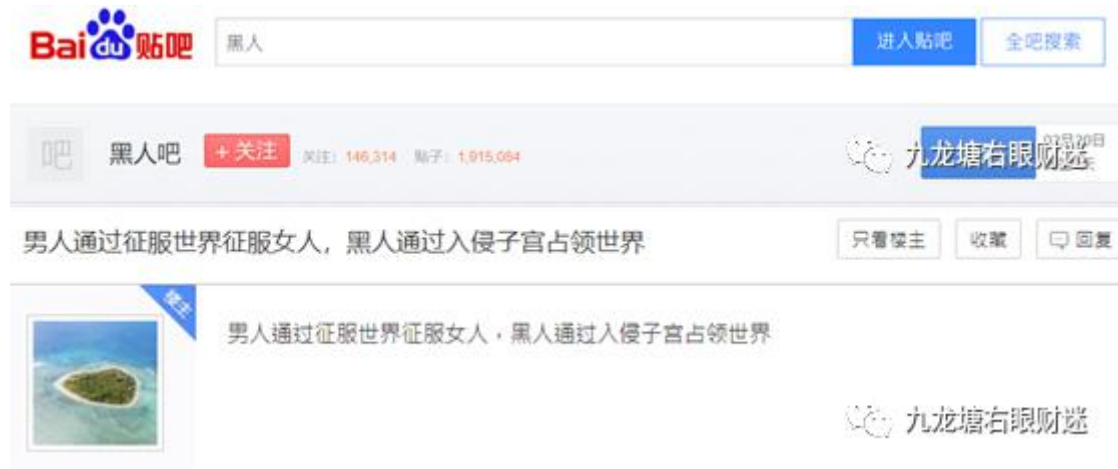 Bai du 贴吧 黑人 进入贴吧 全吧搜索
吧 黑人吧 + 关注 关注: 146,314 贴子: 1,915,064 九龙塘右眼财迷
男人通过征服世界征服女人，黑人通过入侵子宫占领世界 只看楼主 收藏 回复
楼主
男人通过征服世界征服女人，黑人通过入侵子宫占领世界
九龙塘右眼财迷